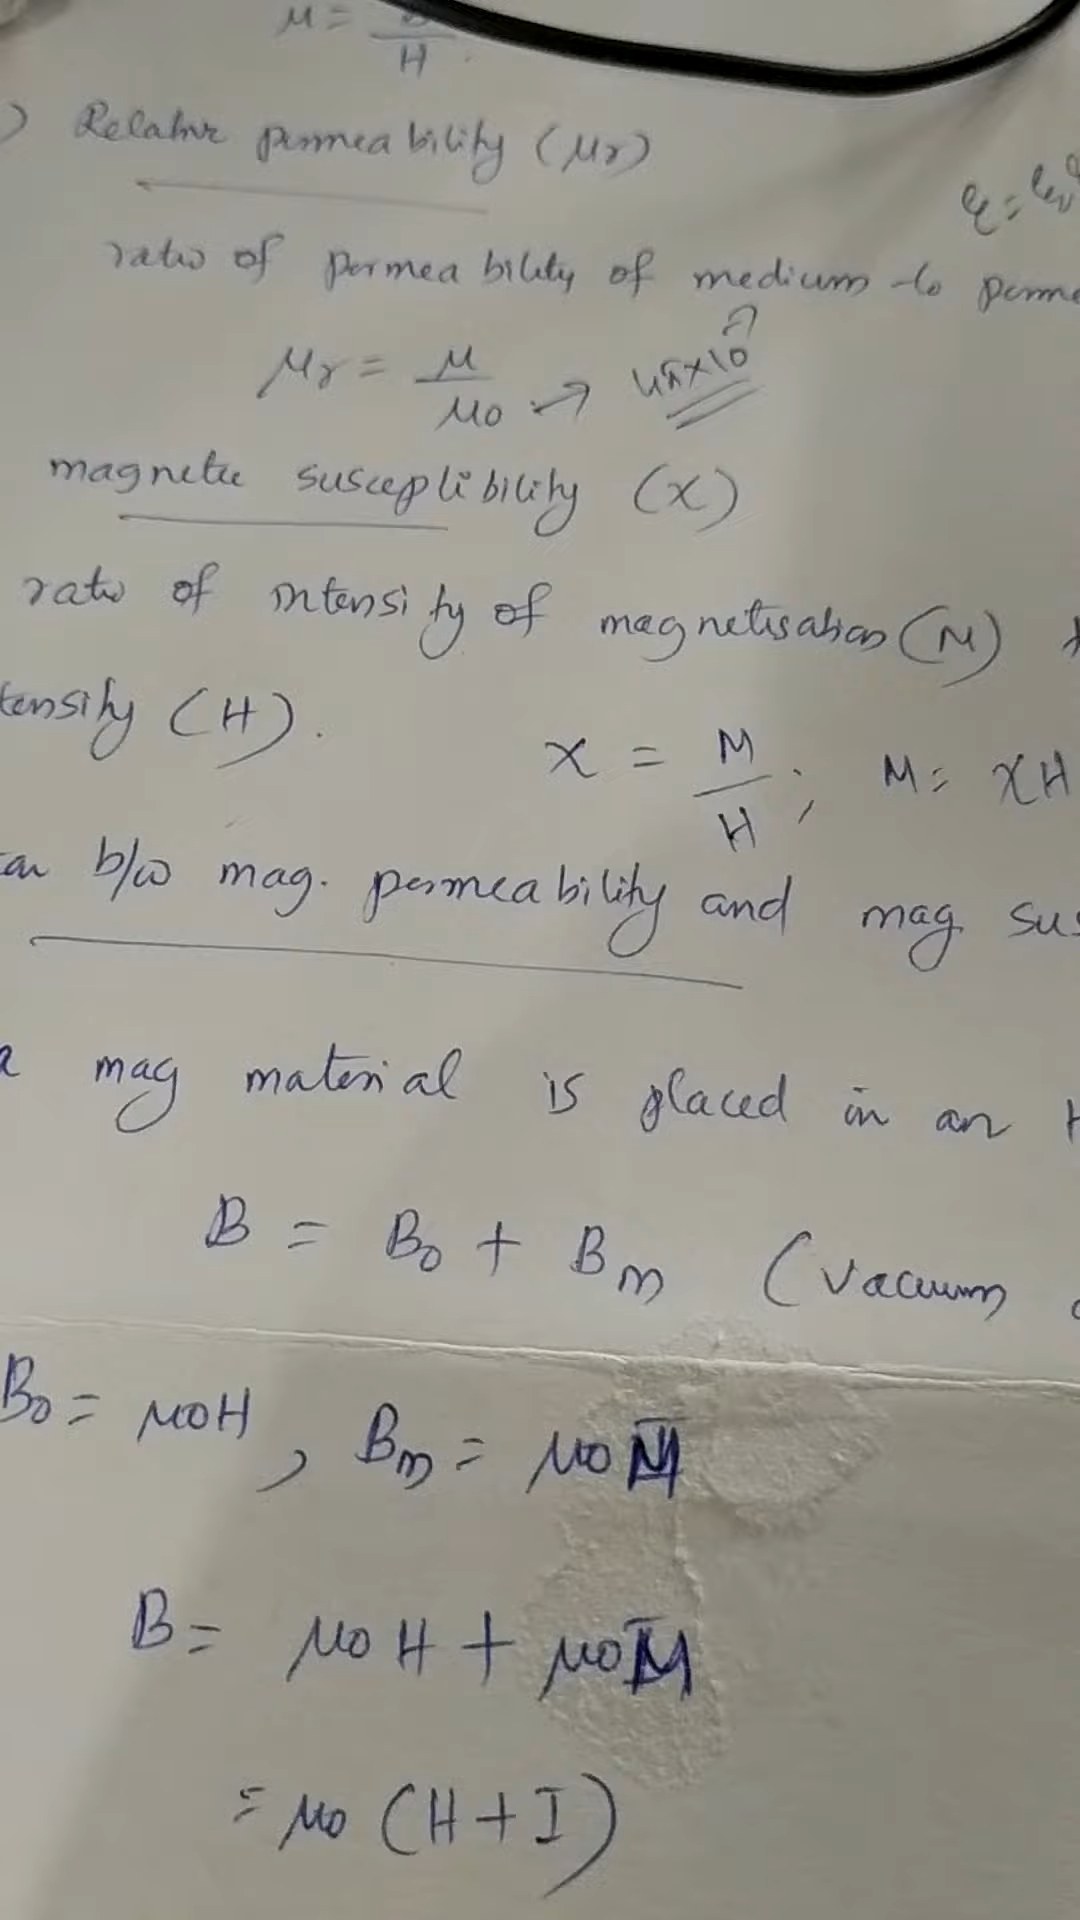 μ = B/H
) Relative permeability (μr)
ratio of permeability of medium to perme
μr = μ/μ0 → 4π×10
magnetic susceptibility (χ)
ratio of intensity of magnetisation (M)
tensity (H).
χ = M/H ; M = χH
b/w mag. permeability and mag sus
mag material is placed in an H
B = B0 + Bm (vacuum
B0 = μ0H , Bm = μ0M
B = μ0H + μ0M
= μ0 (H + I)